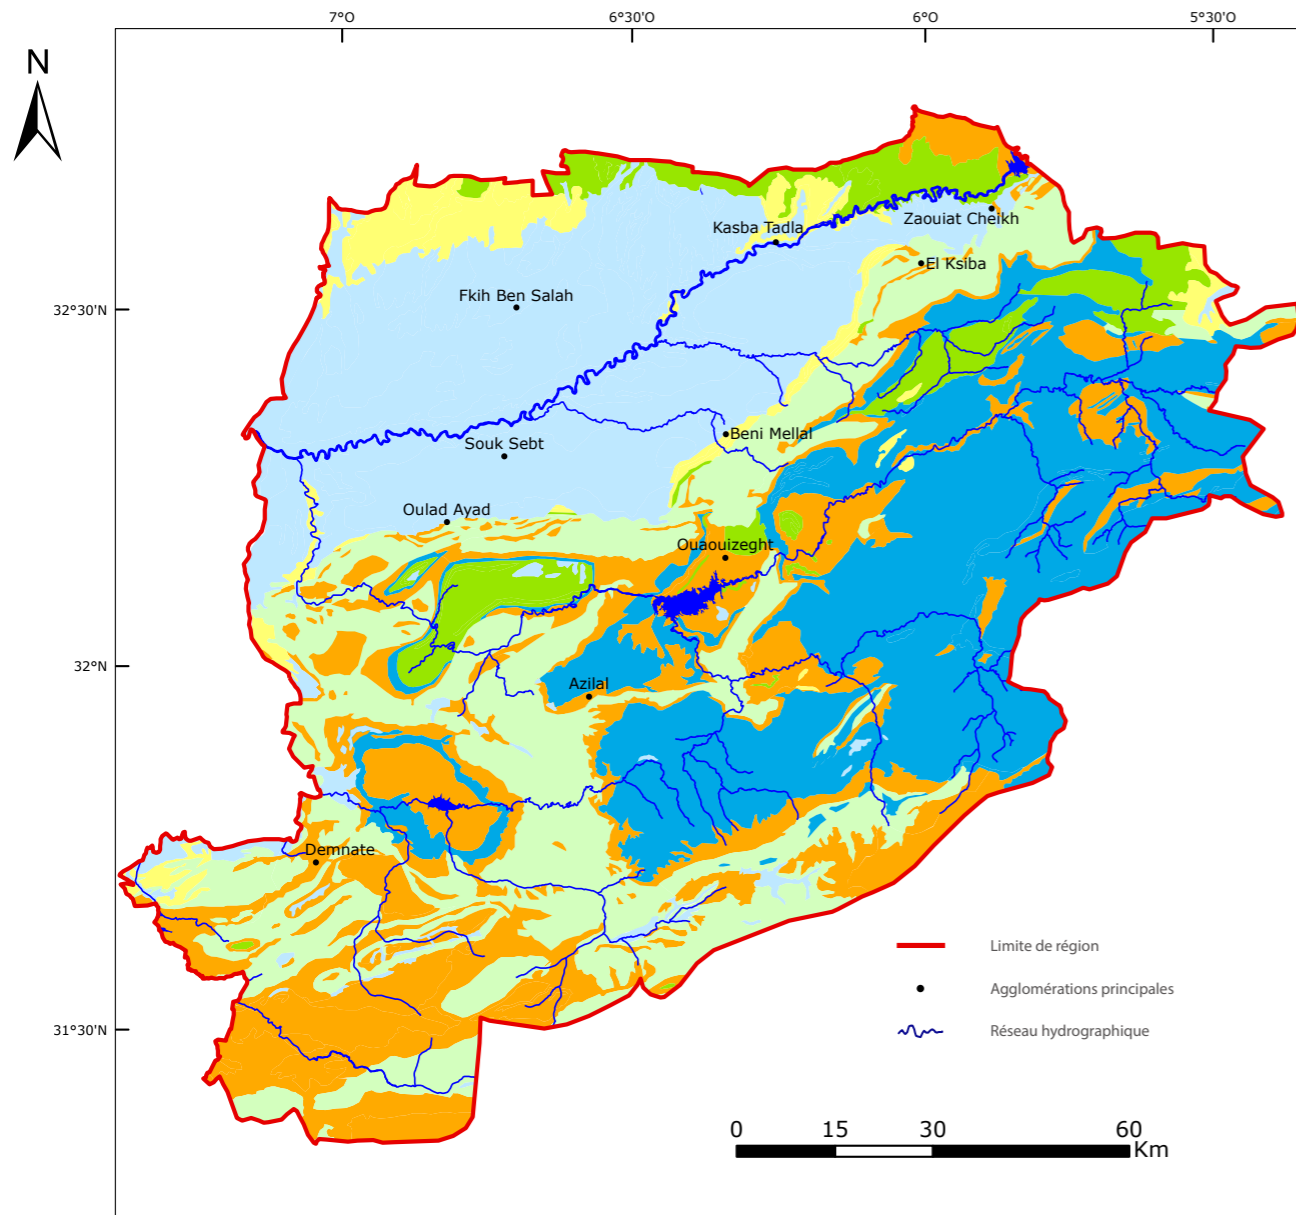 7°O
6°30'O
6°O
5°30'O
N
Kasba Tadla
Zaouiat Cheikh
El Ksiba
Fkih Ben Salah
32°30'N
Beni Mellal
Souk Sebt
Oulad Ayad
Ouaouizeght
32°N
Azilal
Demnate
Limite de région
Agglomérations principales
Réseau hydrographique
31°30'N
0 15 30 60
Km